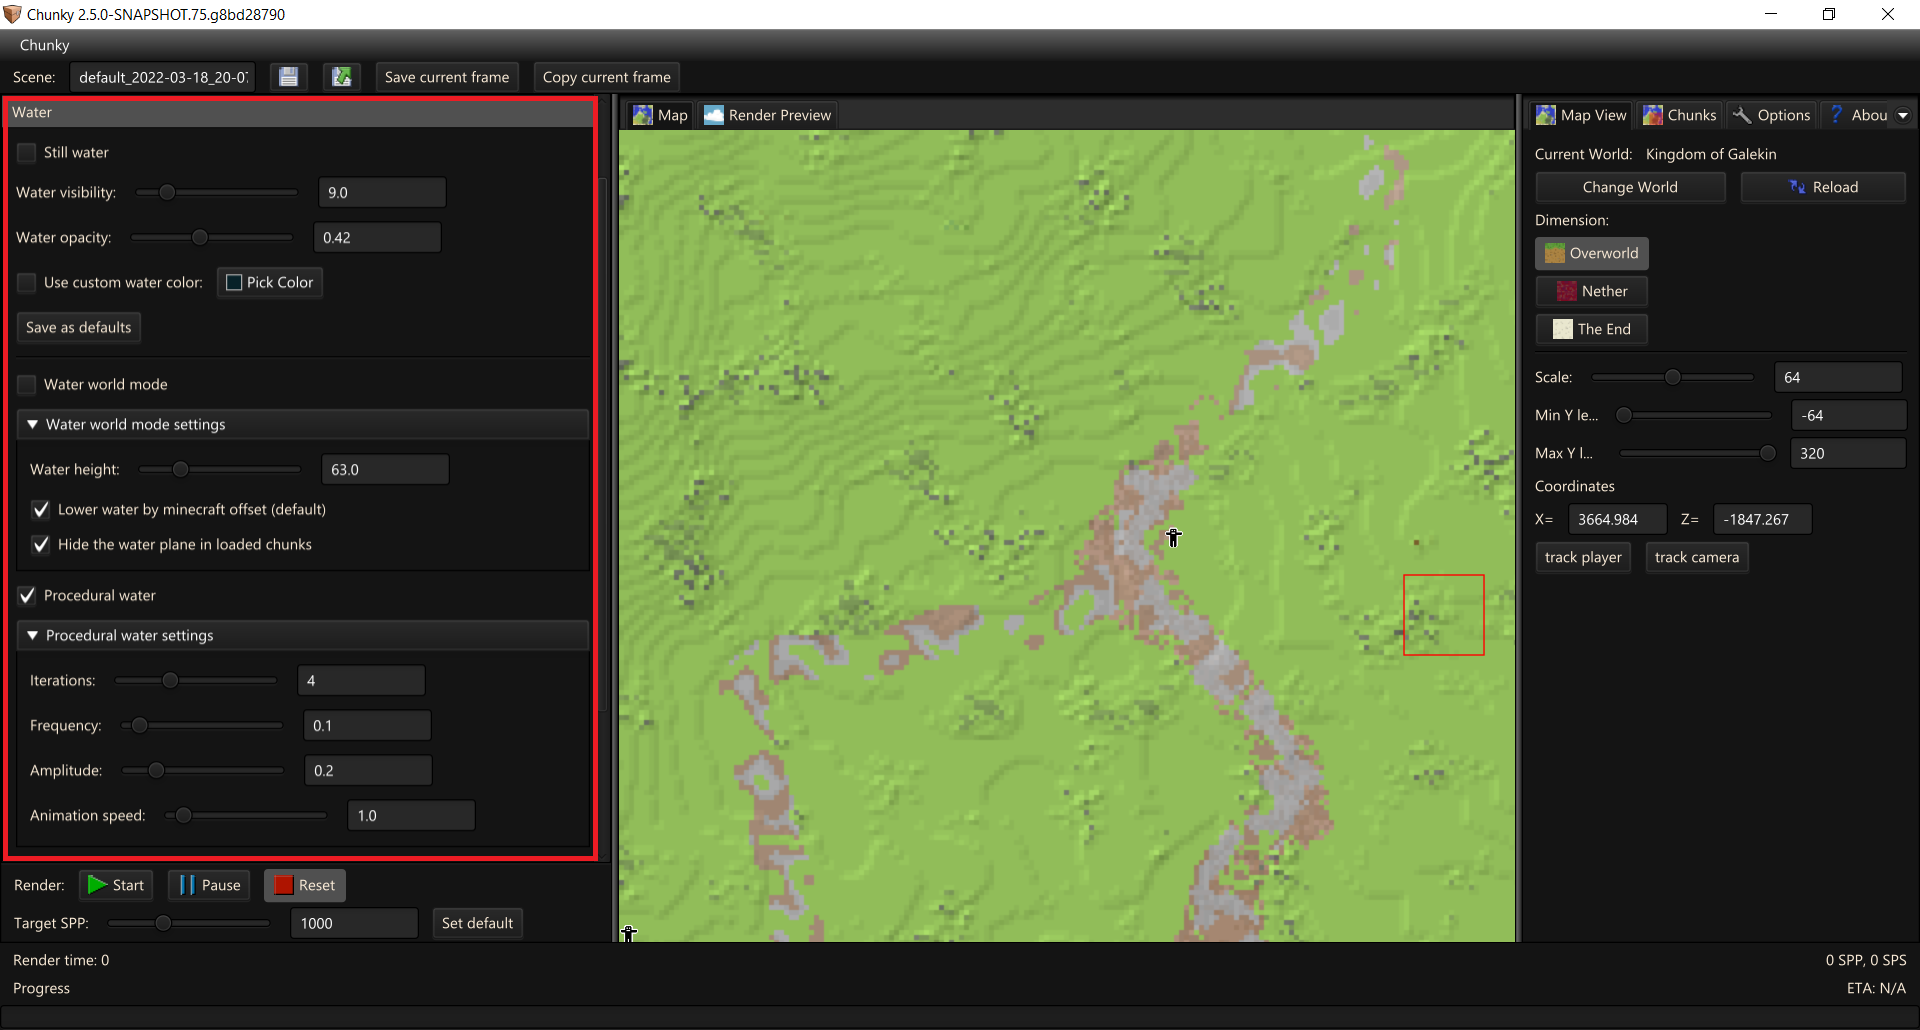 Chunky 2.5.0-SNAPSHOT.75.g8bd28790
Chunky
Scene: default_2022-03-18_20-07 Save current frame Copy current frame
Water
Still water
Water visibility: 9.0
Water opacity: 0.42
Use custom water color: Pick Color
Save as defaults
Water world mode
Water world mode settings
Water height: 63.0
Lower water by minecraft offset (default)
Hide the water plane in loaded chunks
Procedural water
Procedural water settings
Iterations: 4
Frequency: 0.1
Amplitude: 0.2
Animation speed: 1.0
Render: Start Pause Reset
Target SPP: 1000 Set default
Map Render Preview
Map View Chunks Options ? Abou
Current World: Kingdom of Galekin
Change World Reload
Dimension:
Overworld
Nether
The End
Scale: 64
Min Y le... -64
Max Y l... 320
Coordinates
X= 3664.984 Z= -1847.267
track player track camera
Render time: 0 0 SPP, 0 SPS
Progress ETA: N/A